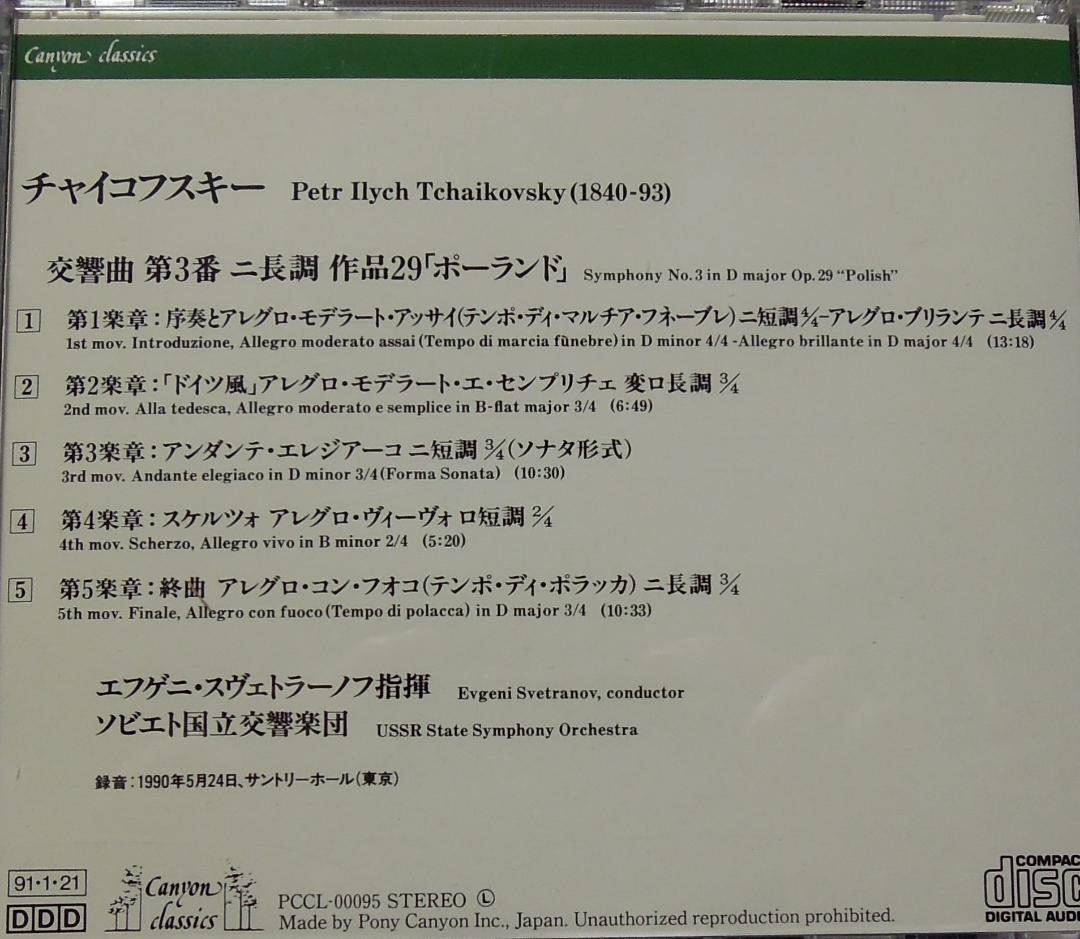 Canyon classics
チャイコフスキー Petr Ilych Tchaikovsky (1840-93)
交響曲 第3番 ニ長調 作品29「ポーランド」 Symphony No. 3 in D major Op. 29 “Polish”
1 第1楽章：序奏とアレグロ・モデラート・アッサイ(テンポ・ディ・マルチア・フネーブレ)ニ短調4/4-アレグロ・ブリランテ ニ長調4/4
1st mov. Introduzione, Allegro moderato assai (Tempo di marcia fùnebre) in D minor 4/4 -Allegro brillante in D major 4/4 (13:18)
2 第2楽章：「ドイツ風」アレグロ・モデラート・エ・センプリチェ 変ロ長調 3/4
2nd mov. Alla tedesca, Allegro moderato e semplice in B-flat major 3/4 (6:49)
3 第3楽章：アンダンテ・エレジアーコ ニ短調 3/4(ソナタ形式)
3rd mov. Andante elegiaco in D minor 3/4 (Forma Sonata) (10:30)
4 第4楽章：スケルツォ アレグロ・ヴィーヴォ ロ短調 2/4
4th mov. Scherzo, Allegro vivo in B minor 2/4 (5:20)
5 第5楽章：終曲 アレグロ・コン・フオコ(テンポ・ディ・ポラッカ) ニ長調 3/4
5th mov. Finale, Allegro con fuoco (Tempo di polacca) in D major 3/4 (10:33)
エフゲニ・スヴェトラーノフ指揮 Evgeni Svetranov, conductor
ソビエト国立交響楽団 USSR State Symphony Orchestra
録音：1990年5月24日、サントリーホール(東京)
91・1・21
DDD
Canyon classics
PCCL-00095 STEREO Ⓛ
Made by Pony Canyon Inc., Japan. Unauthorized reproduction prohibited.
COMPAC
disc
DIGITAL AUDI